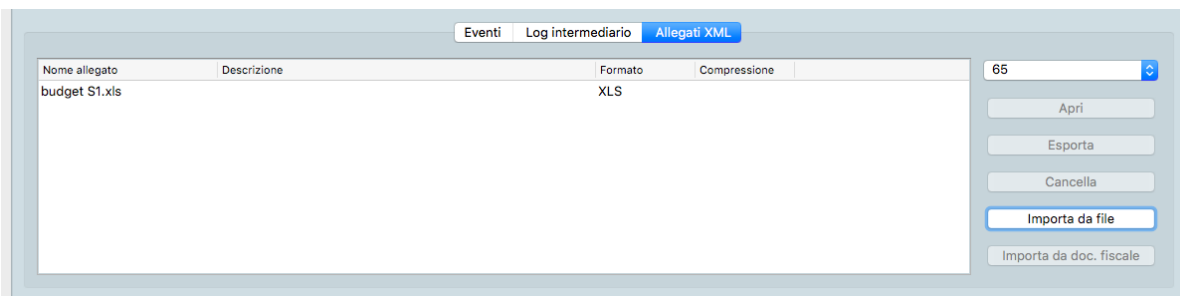 Eventi Log intermediario Allegati XML
Nome allegato Descrizione Formato Compressione
budget S1.xls XLS
65
Apri
Esporta
Cancella
Importa da file
Importa da doc. fiscale